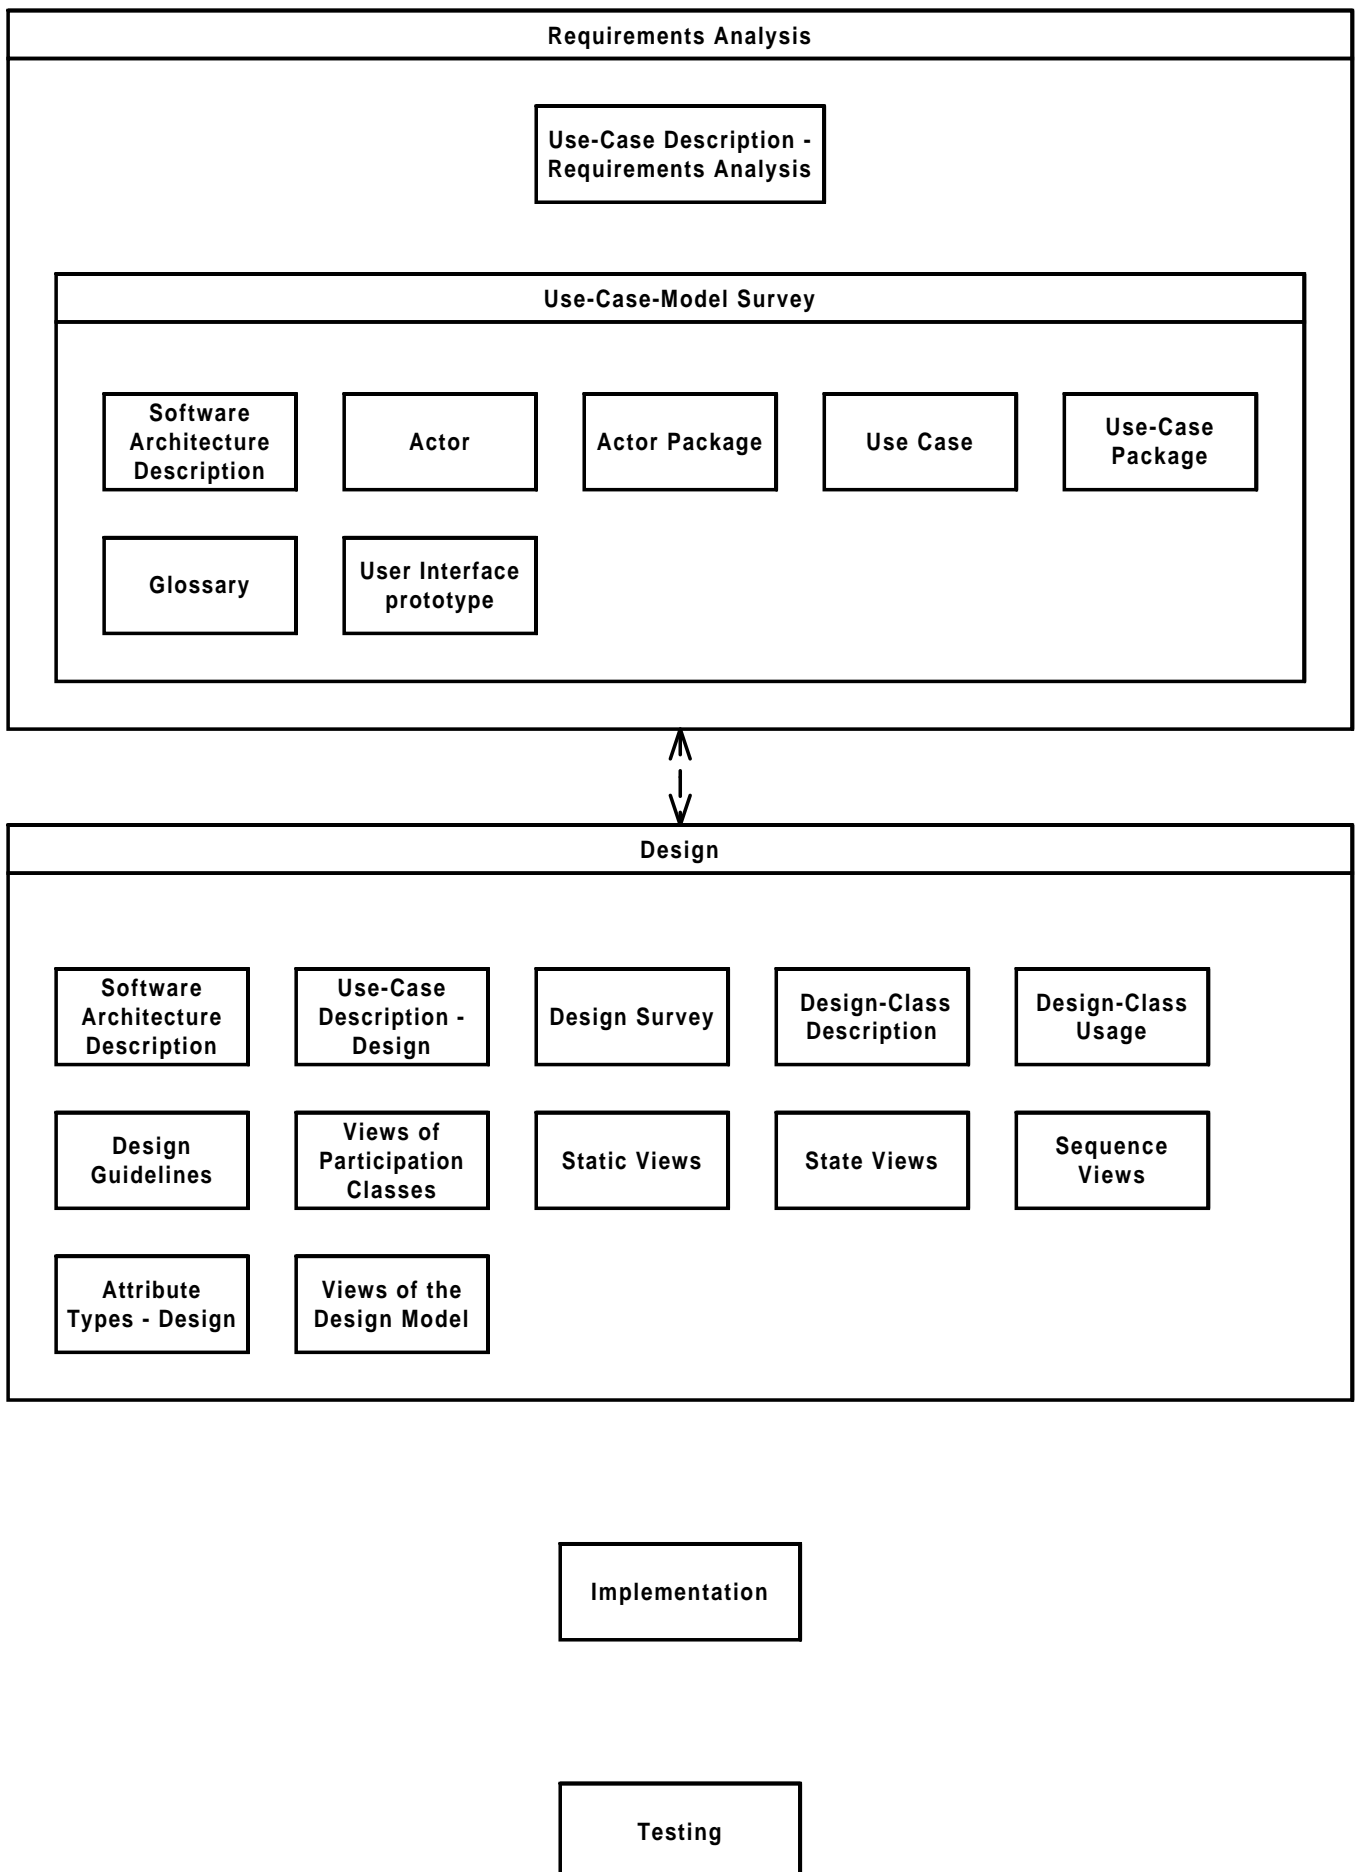 Requirements Analysis
Use-Case Description -
Requirements Analysis
Use-Case-Model Survey
Software
Architecture
Description
Actor
Actor Package
Use Case
Use-Case
Package
Glossary
User Interface
prototype
Design
Software
Architecture
Description
Use-Case
Description -
Design
Design Survey
Design-Class
Description
Design-Class
Usage
Design
Guidelines
Views of
Participation
Classes
Static Views
State Views
Sequence
Views
Attribute
Types - Design
Views of the
Design Model
Implementation
Testing